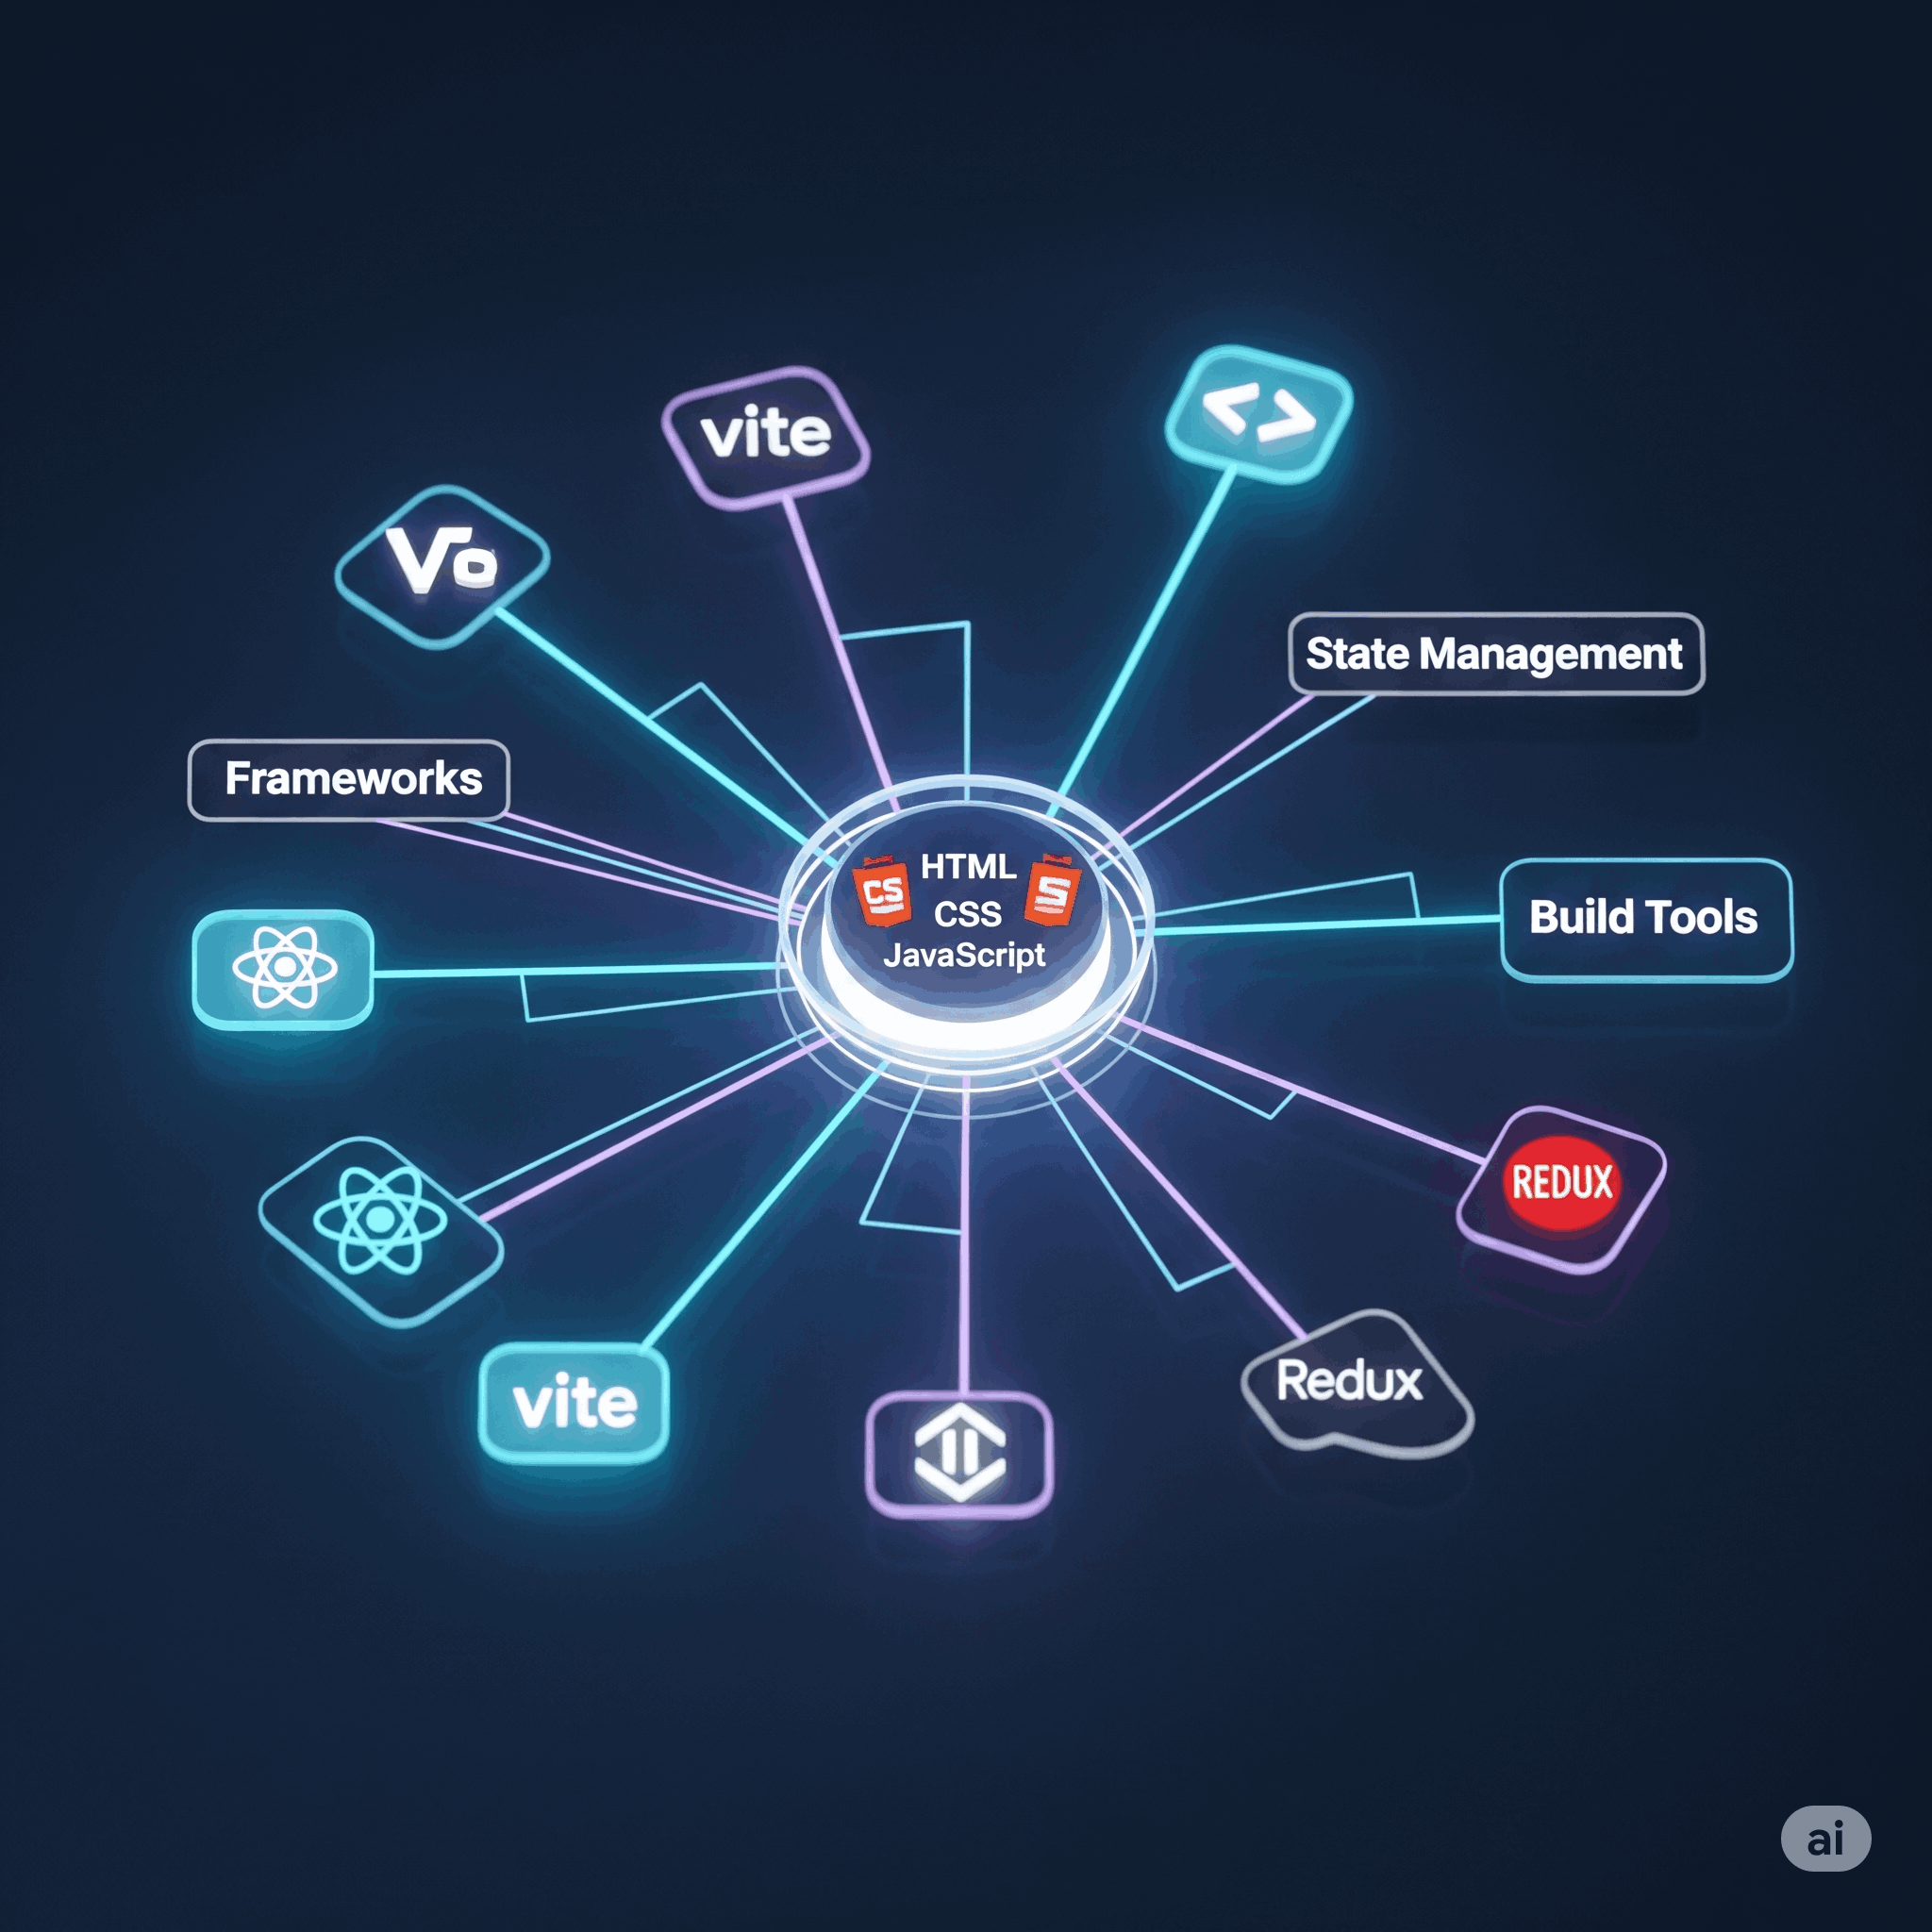 vite
<>
Vo
State Management
Frameworks
HTML
CS
S
CSS
JavaScript
Build Tools
REDUX
Redux
vite
ai